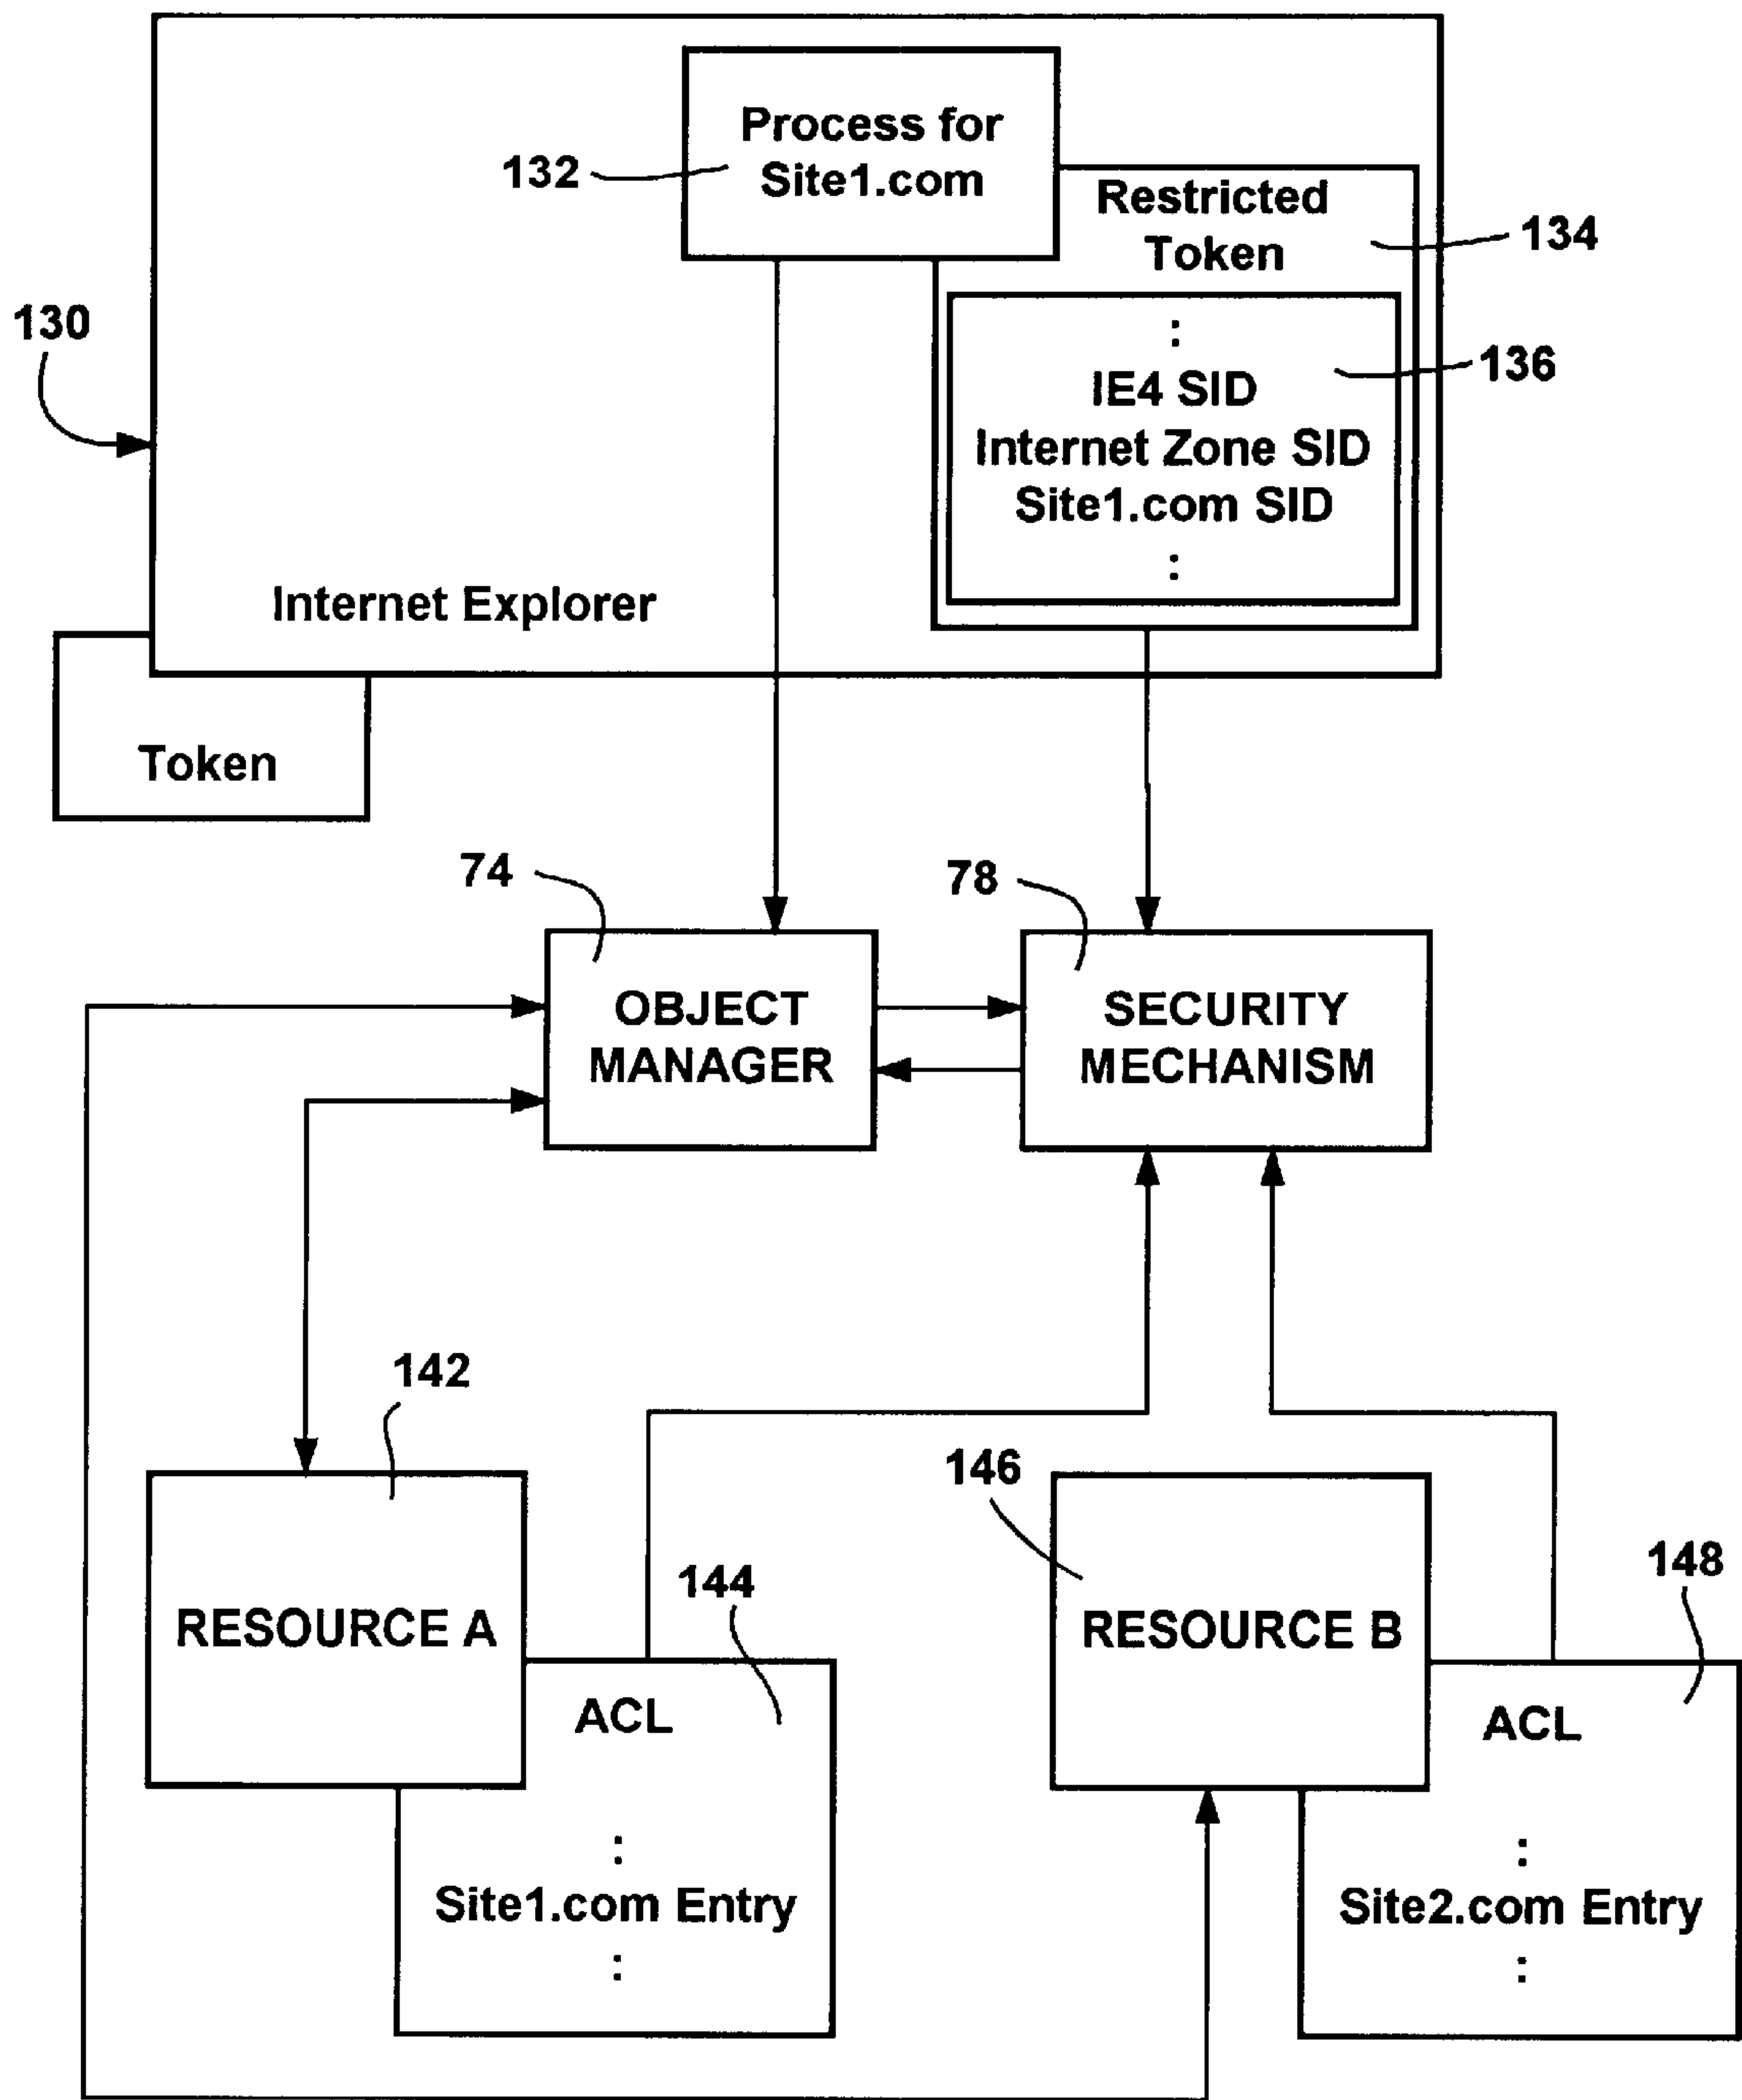 Process for
Site1.com
132
Restricted
Token
134
130
:
IE4 SID
Internet Zone SID
Site1.com SID
:
136
Internet Explorer
Token
74
78
OBJECT
MANAGER
SECURITY
MECHANISM
142
146
144
148
RESOURCE A
RESOURCE B
ACL
:
Site1.com Entry
:
ACL
:
Site2.com Entry
: